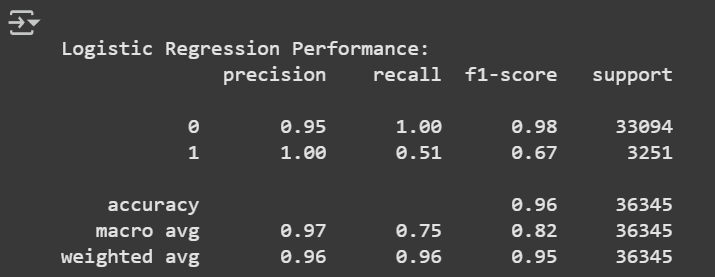 Logistic Regression Performance:
precision recall f1-score support
0 0.95 1.00 0.98 33094
1 1.00 0.51 0.67 3251
accuracy 0.96 36345
macro avg 0.97 0.75 0.82 36345
weighted avg 0.96 0.96 0.95 36345